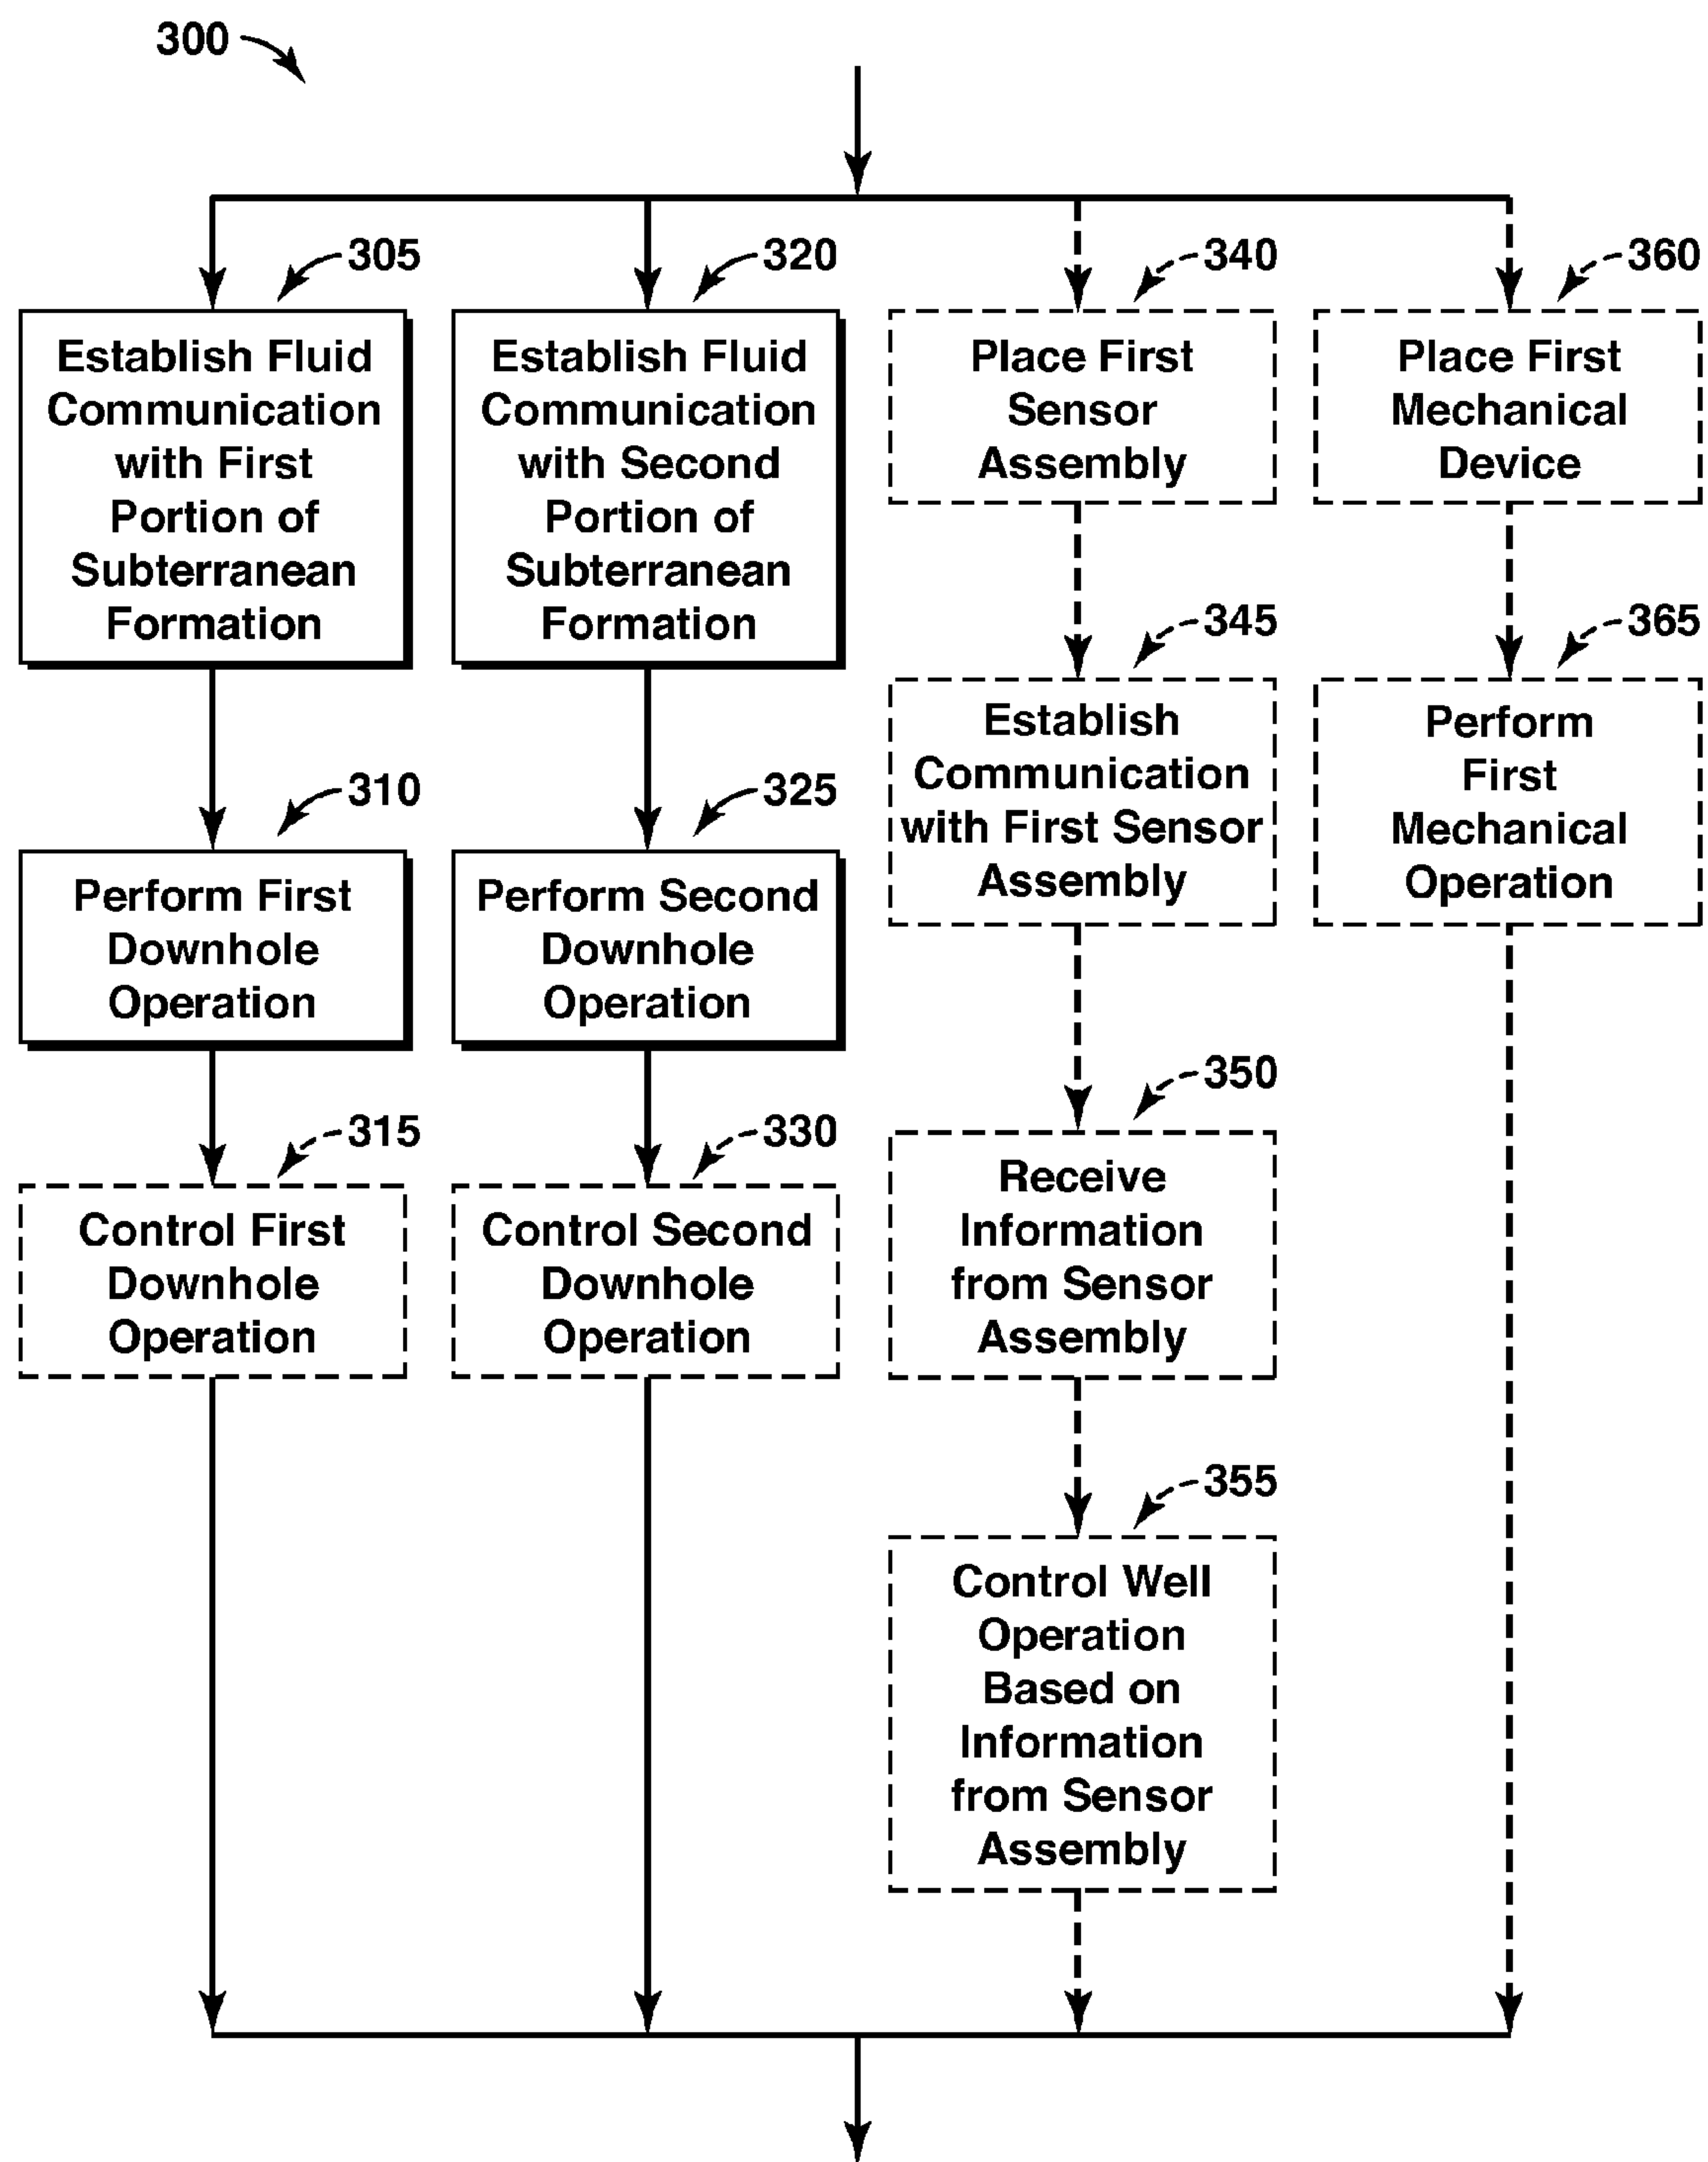 300
305
Establish Fluid
Communication
with First
Portion of
Subterranean
Formation
310
Perform First
Downhole
Operation
315
Control First
Downhole
Operation
320
Establish Fluid
Communication
with Second
Portion of
Subterranean
Formation
325
Perform Second
Downhole
Operation
330
Control Second
Downhole
Operation
340
Place First
Sensor
Assembly
345
Establish
Communication
with First Sensor
Assembly
350
Receive
Information
from Sensor
Assembly
355
Control Well
Operation
Based on
Information
from Sensor
Assembly
360
Place First
Mechanical
Device
365
Perform
First
Mechanical
Operation